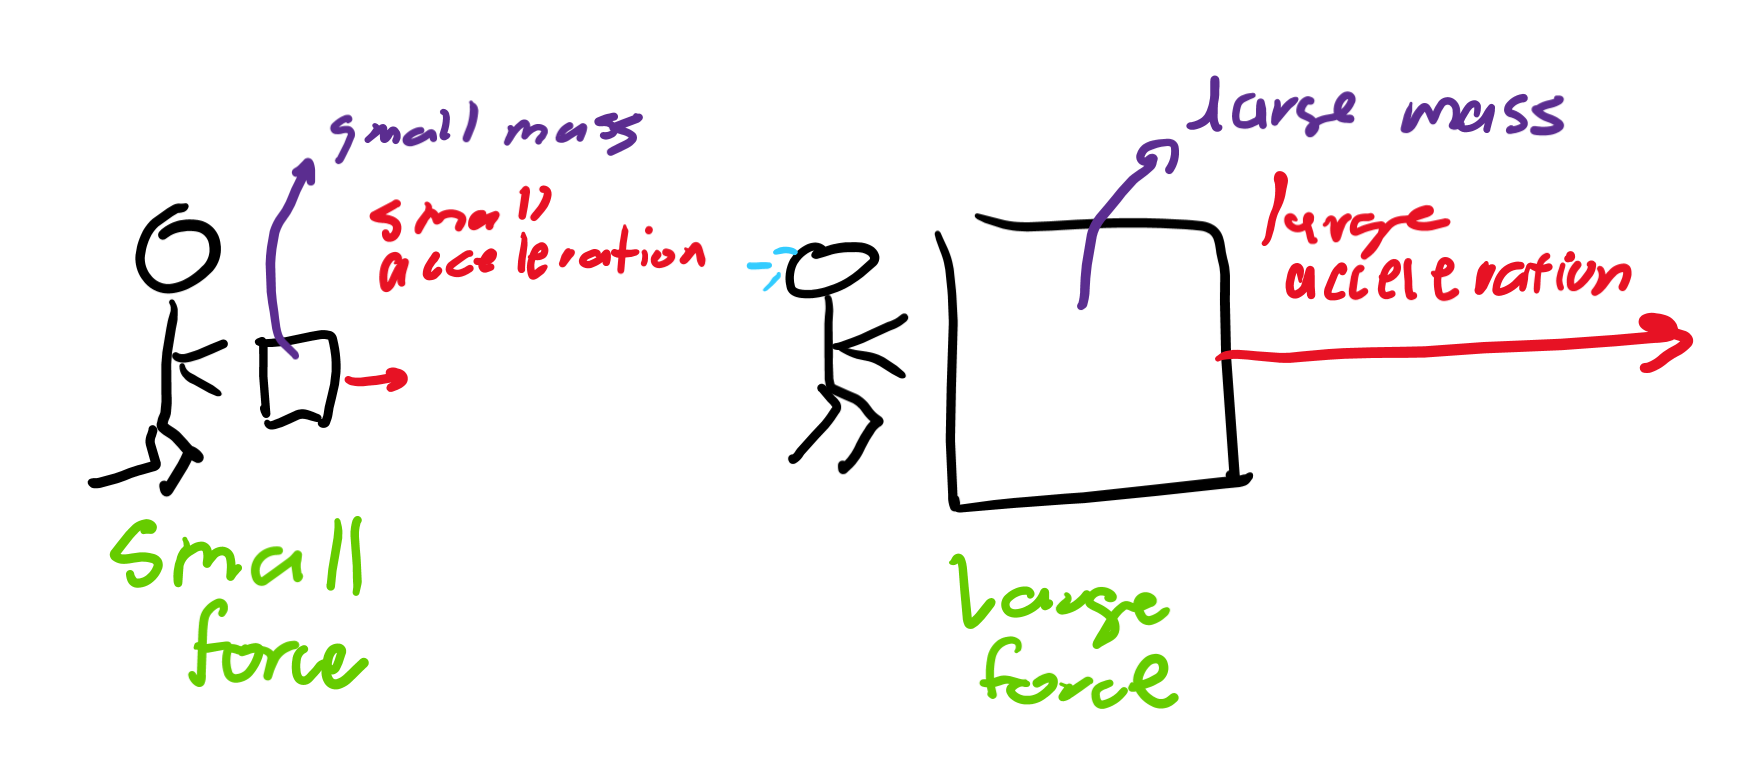 small mass
small
acceleration
small
force
large mass
large
acceleration
large
force